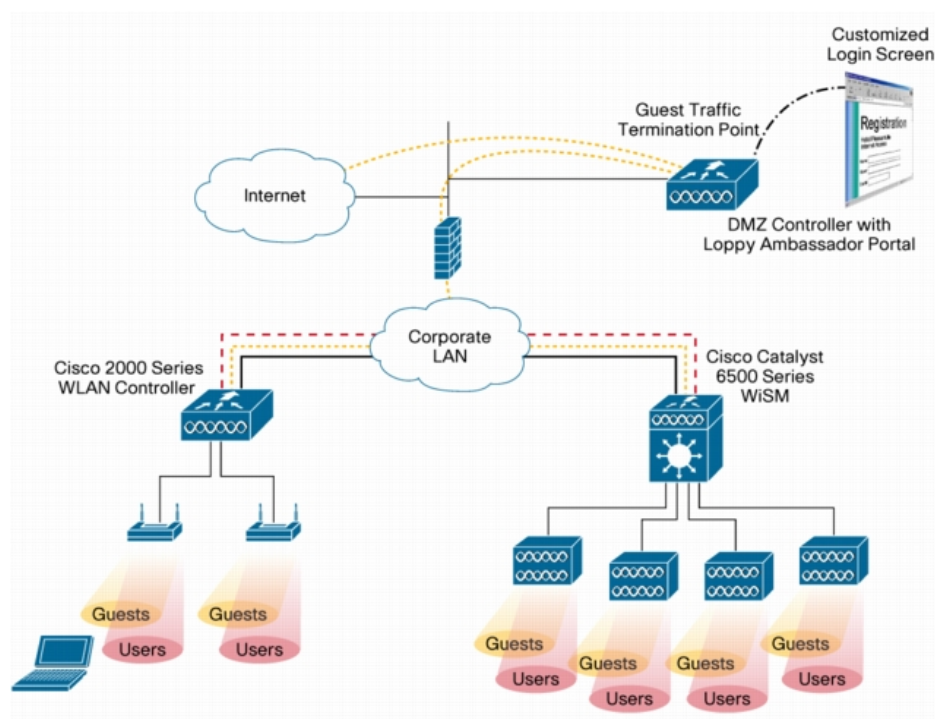 Customized
Login Screen
Guest Traffic
Termination Point
Registration
Internet
DMZ Controller with
Loppy Ambassador Portal
Corporate
LAN
Cisco 2000 Series
WLAN Controller
Cisco Catalyst
6500 Series
WiSM
Guests
Users
Guests
Users
Guests
Users
Guests
Users
Guests
Users
Guests
Users